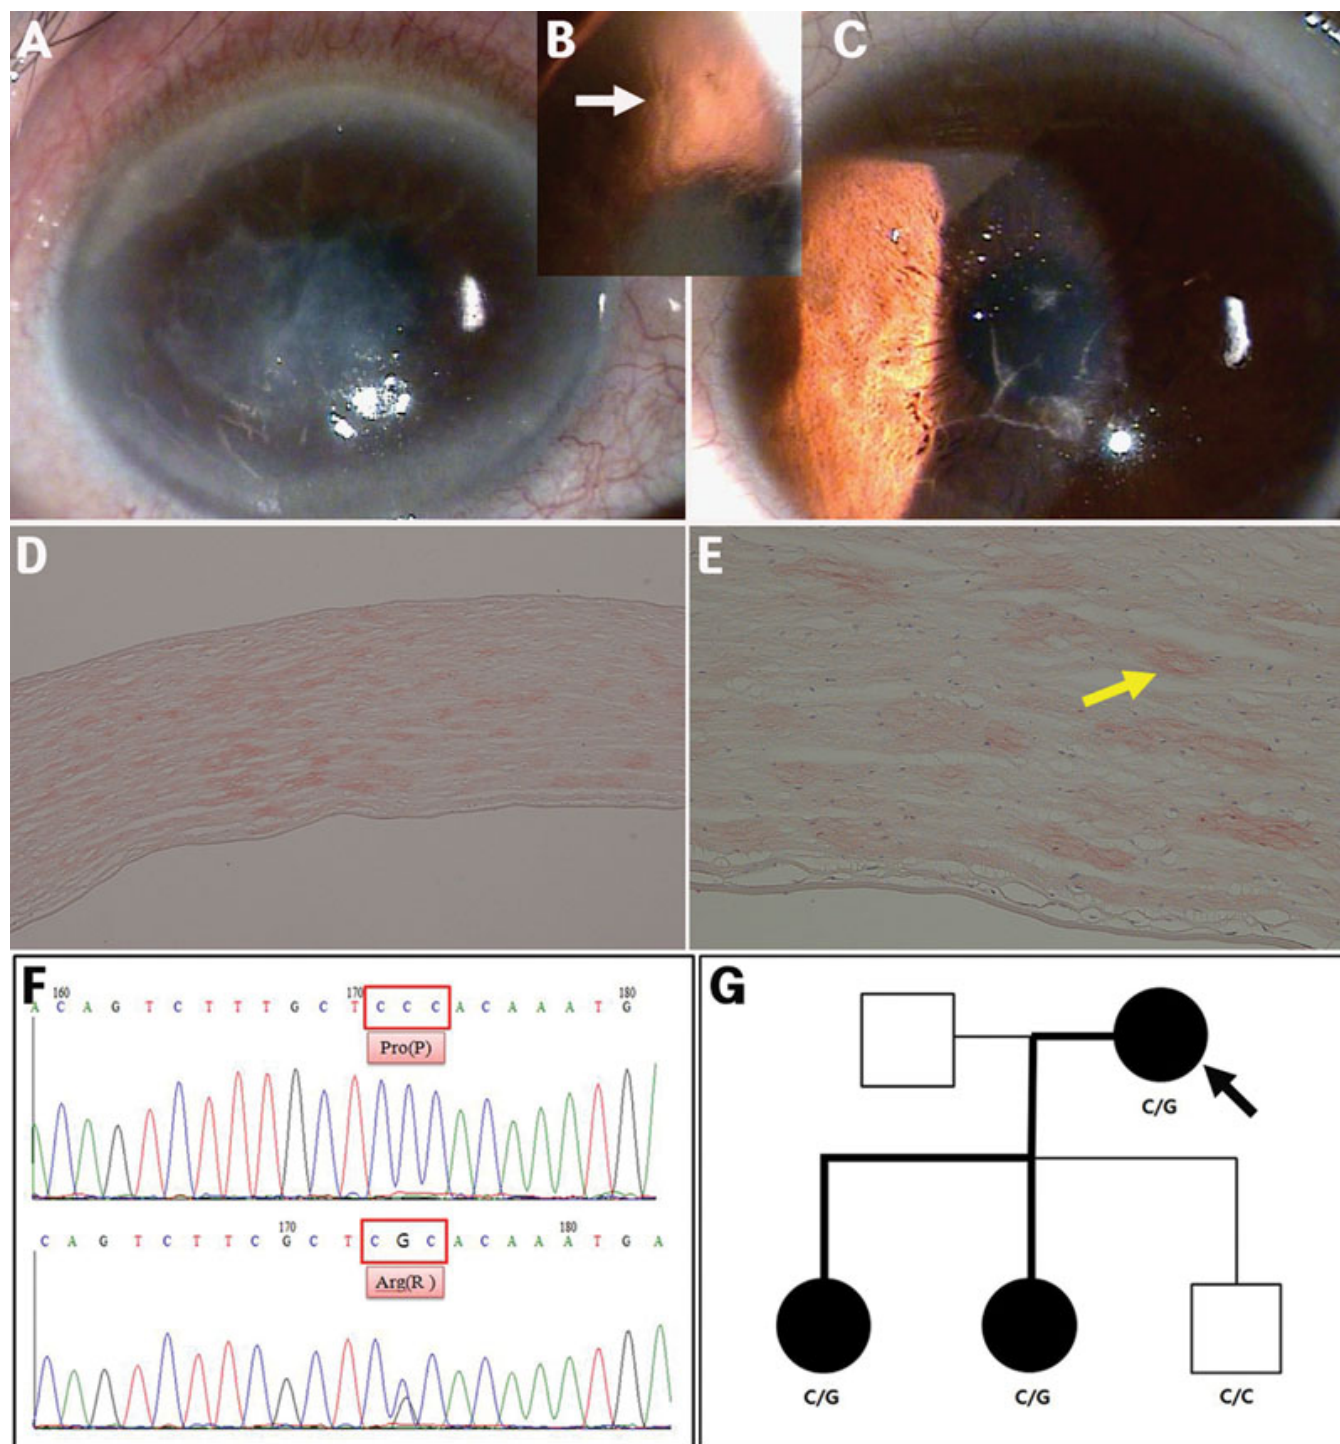 A
B
C
D
E
F
160 170 180
A C A G T C T T T G C T C C C A C A A A T G
Pro(P)
170 180
C A G T C T T C G C T C G C A C A A A T G A
Arg(R )
G
C/G
C/G C/G C/C